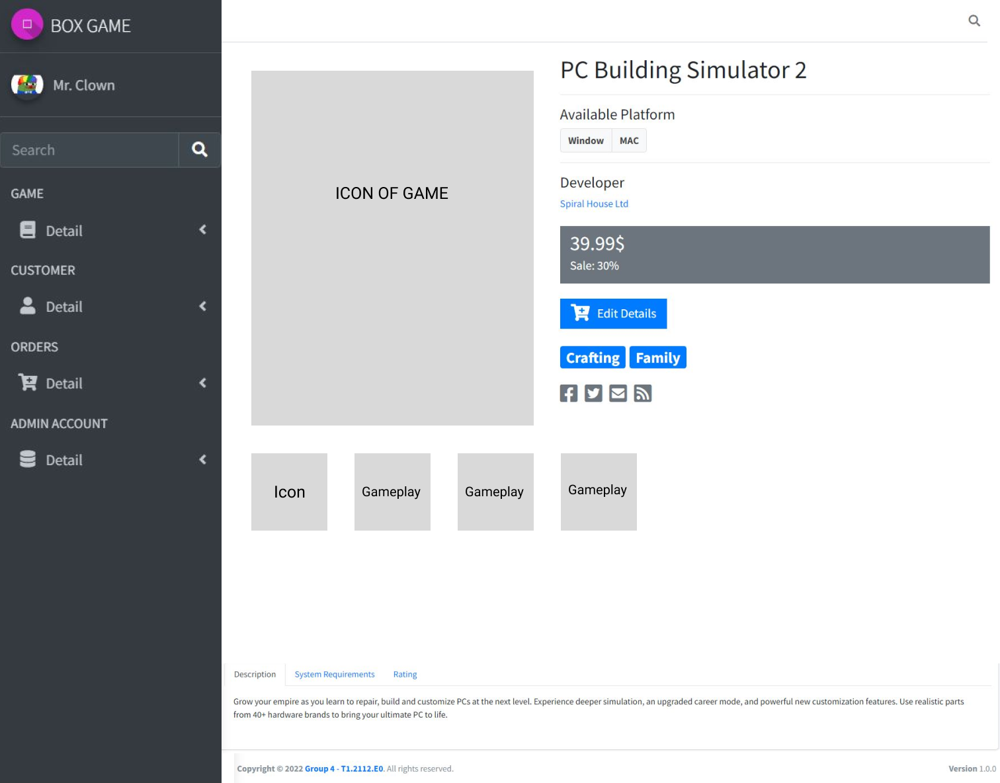 BOX GAME
Mr. Clown
Search
GAME
Detail
CUSTOMER
Detail
ORDERS
Detail
ADMIN ACCOUNT
Detail
ICON OF GAME
Icon
Gameplay
Gameplay
Gameplay
PC Building Simulator 2
Available Platform
Window MAC
Developer
Spiral House Ltd
39.99$
Sale: 30%
Edit Details
Crafting Family
Description System Requirements Rating
Grow your empire as you learn to repair, build and customize PCs at the next level. Experience deeper simulation, an upgraded career mode, and powerful new customization features. Use realistic parts
from 40+ hardware brands to bring your ultimate PC to life.
Copyright © 2022 Group 4 - T1.2112.E0. All rights reserved.
Version 1.0.0